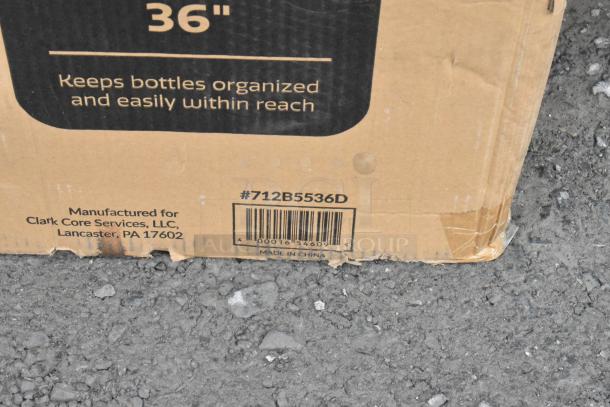 36"
Keeps bottles organized
and easily within reach
#712B5536D
Manufactured for
Clark Core Services, LLC,
Lancaster, PA 17602
MADE IN CHINA